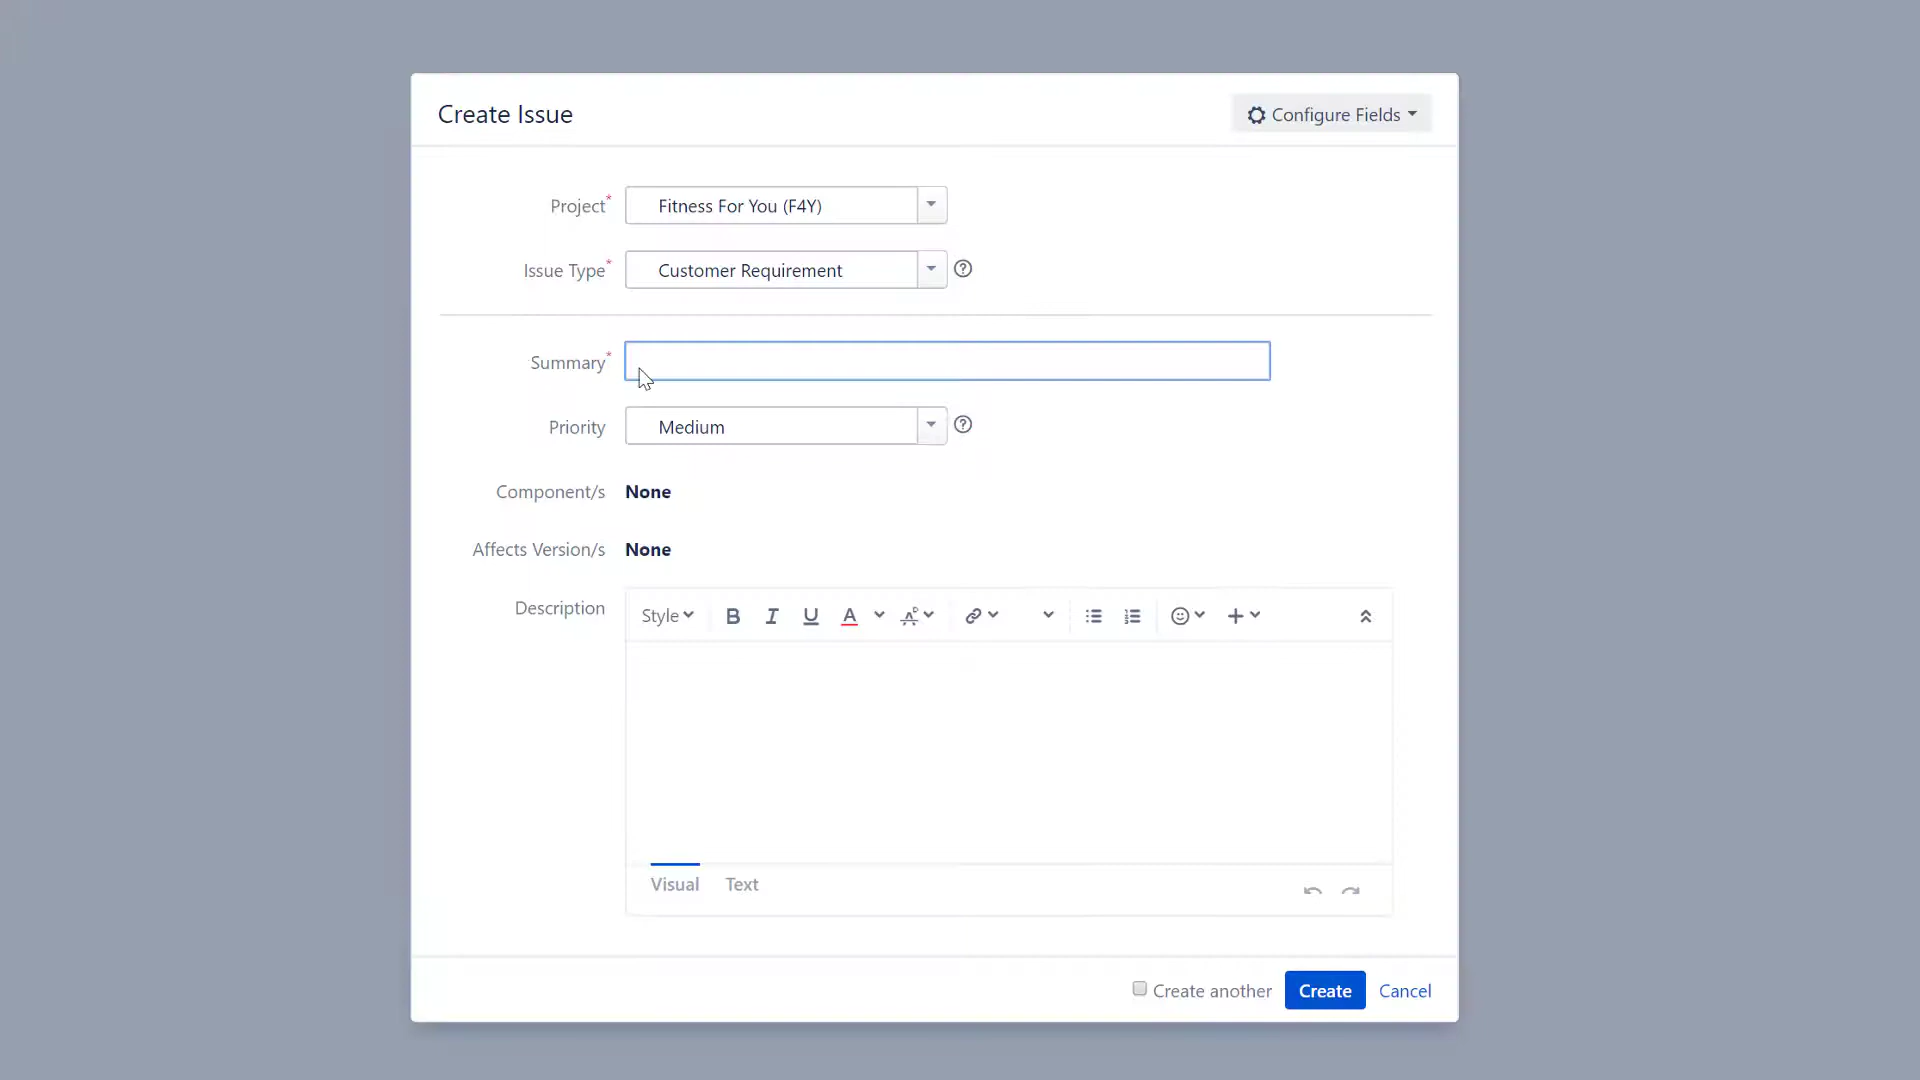 Create Issue
Configure Fields
Project*
Fitness For You (F4Y)
Issue Type*
Customer Requirement
Summary*
Priority
Medium
Component/s
None
Affects Version/s
None
Description
Style
B I U A
Visual
Text
Create another
Create
Cancel